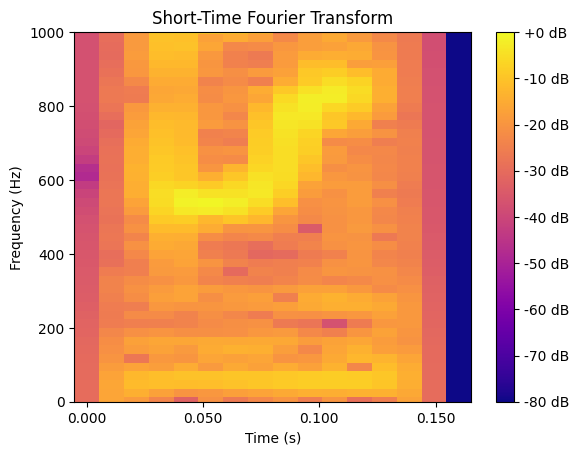 Short-Time Fourier Transform
Frequency (Hz)
1000
800
600
400
200
0
0.000
0.050
0.100
0.150
Time (s)
+0 dB
-10 dB
-20 dB
-30 dB
-40 dB
-50 dB
-60 dB
-70 dB
-80 dB